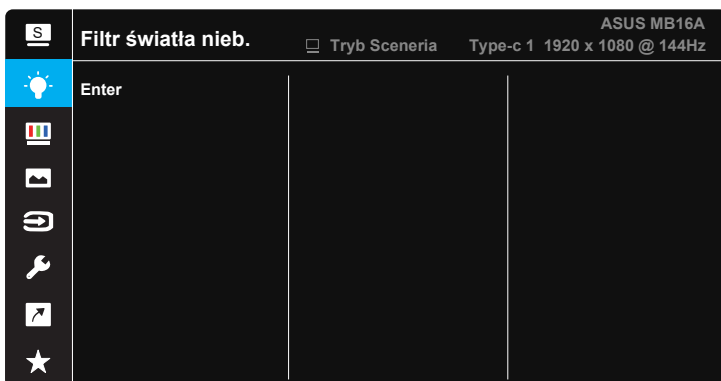 S
Filtr światła nieb.
ASUS MB16A
Tryb Sceneria Type-c 1 1920 x 1080 @ 144Hz
Enter